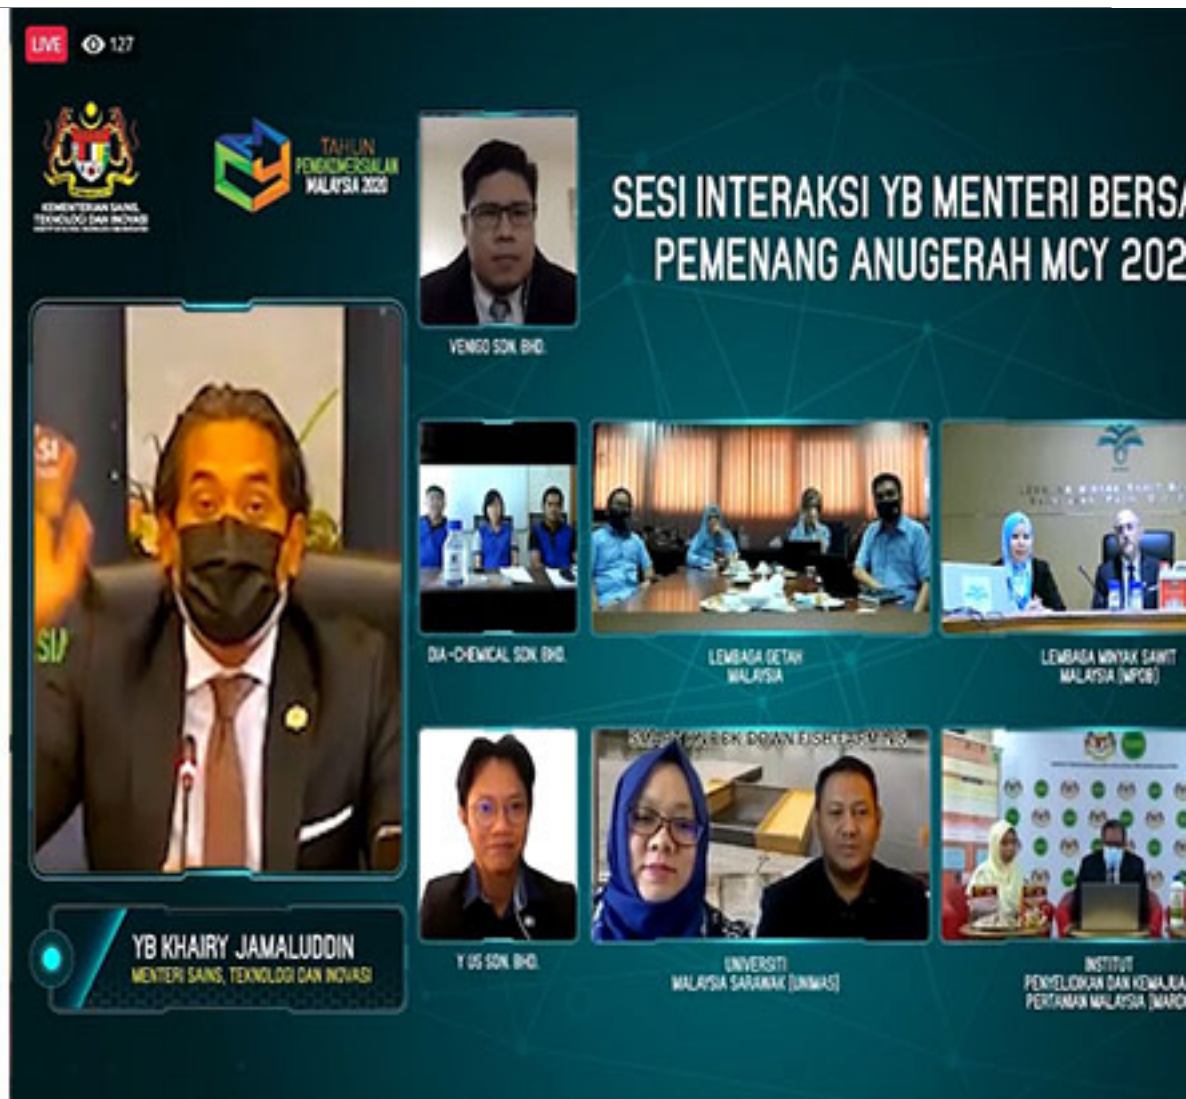 LIVE
127
KEMENTERIAN SAINS,
TEKNOLOGI DAN INOVASI
TAHUN
PENGKOMERSIALAN
MALAYSIA 2020
SESI INTERAKSI YB MENTERI BERSA
PEMENANG ANUGERAH MCY 202
VENIGO SDN. BHD.
SI
SI
DIA-CHEMICAL SDN. BHD.
LEMBAGA GETAH
MALAYSIA
LEMBAGA MINYAK SAWIT
MALAYSIA (MPOB)
YB KHAIRY JAMALUDDIN
MENTERI SAINS, TEKNOLOGI DAN INOVASI
Y US SDN. BHD.
UNIVERSITI
MALAYSIA SARAWAK (UNIMAS)
INSTITUT
PENYELIDIKAN DAN KEMAJUA
PERTANIAN MALAYSIA (MARD